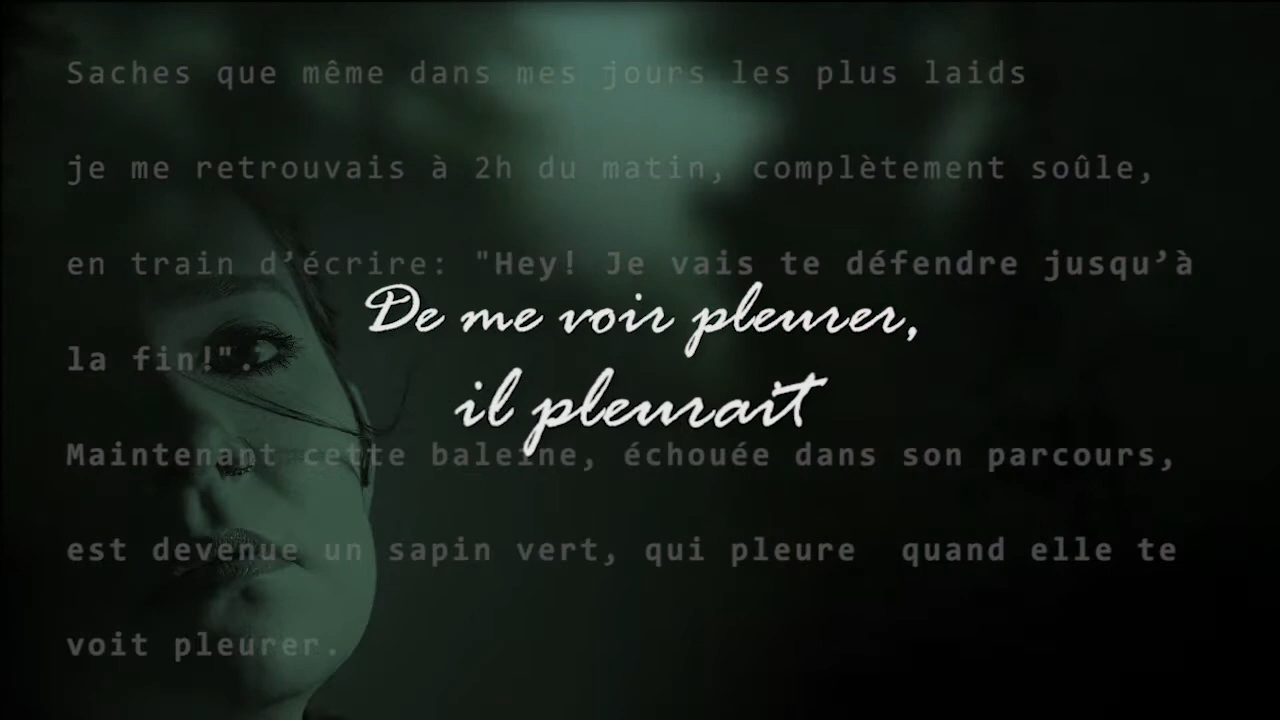 Saches que même dans mes jours les plus laids
je me retrouvais à 2h du matin, complètement soûle,
en train d’écrire: "Hey! Je vais te défendre jusqu’à
De me voir pleurer,
la fin!".
il pleurait
Maintenant cette baleine, échouée dans son parcours,
est devenue un sapin vert, qui pleure  quand elle te
voit pleurer.